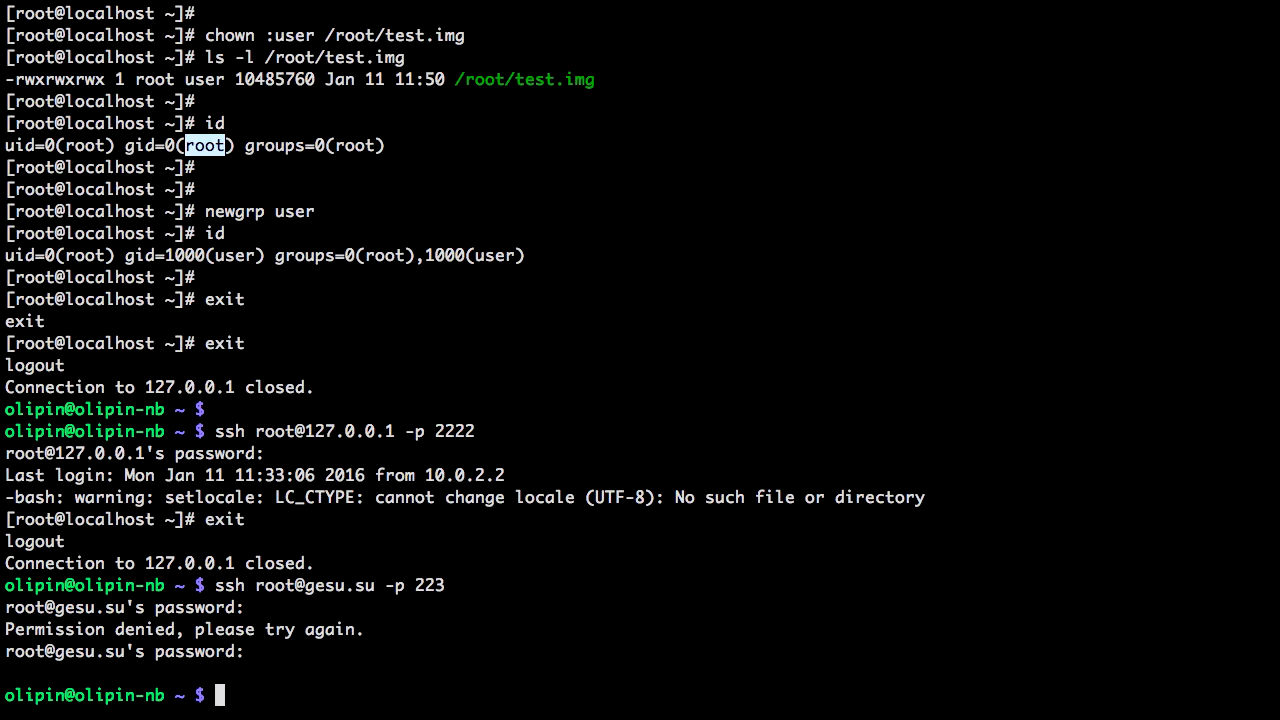 [root@localhost ~]#
[root@localhost ~]# chown :user /root/test.img
[root@localhost ~]# ls -l /root/test.img
-rwxrwxrwx 1 root user 10485760 Jan 11 11:50 /root/test.img
[root@localhost ~]#
[root@localhost ~]# id
uid=0(root) gid=0(root) groups=0(root)
[root@localhost ~]#
[root@localhost ~]#
[root@localhost ~]# newgrp user
[root@localhost ~]# id
uid=0(root) gid=1000(user) groups=0(root),1000(user)
[root@localhost ~]#
[root@localhost ~]# exit
exit
[root@localhost ~]# exit
logout
Connection to 127.0.0.1 closed.
olipin@olipin-nb ~ $
olipin@olipin-nb ~ $ ssh root@127.0.0.1 -p 2222
root@127.0.0.1's password:
Last login: Mon Jan 11 11:33:06 2016 from 10.0.2.2
-bash: warning: setlocale: LC_CTYPE: cannot change locale (UTF-8): No such file or directory
[root@localhost ~]# exit
logout
Connection to 127.0.0.1 closed.
olipin@olipin-nb ~ $ ssh root@gesu.su -p 223
root@gesu.su's password:
Permission denied, please try again.
root@gesu.su's password:
olipin@olipin-nb ~ $